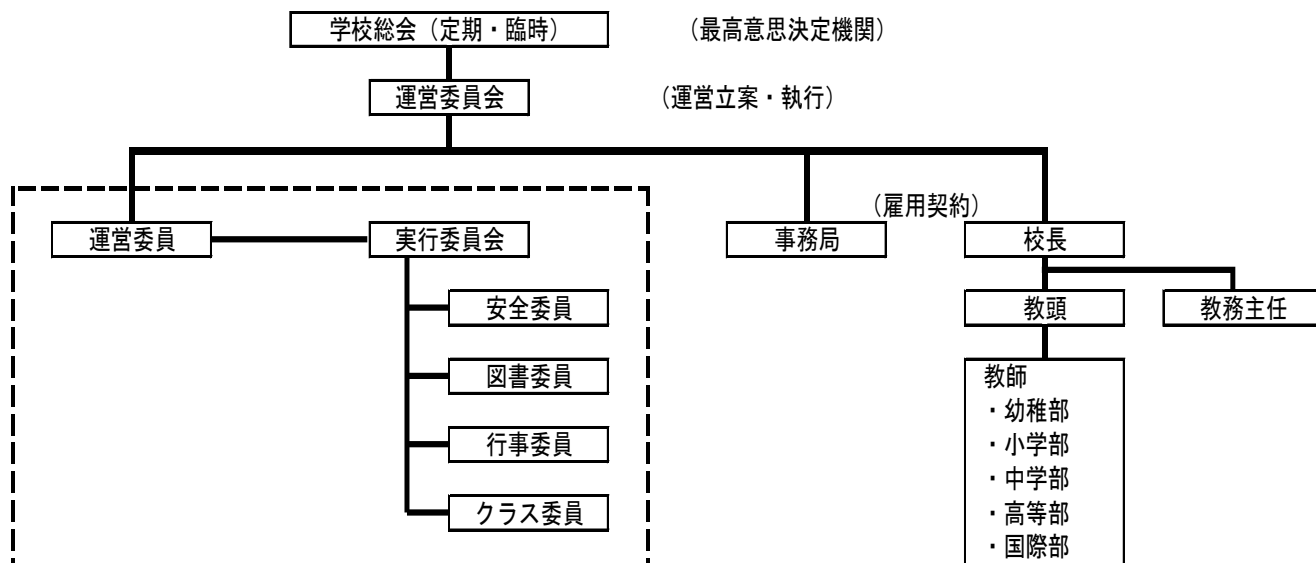 学校総会（定期・臨時） （最高意思決定機関）
運営委員会 （運営立案・執行）
（雇用契約）
運営委員 実行委員会 事務局 校長
安全委員 教頭 教務主任
図書委員 教師
・幼稚部
行事委員 ・小学部
・中学部
クラス委員 ・高等部
・国際部